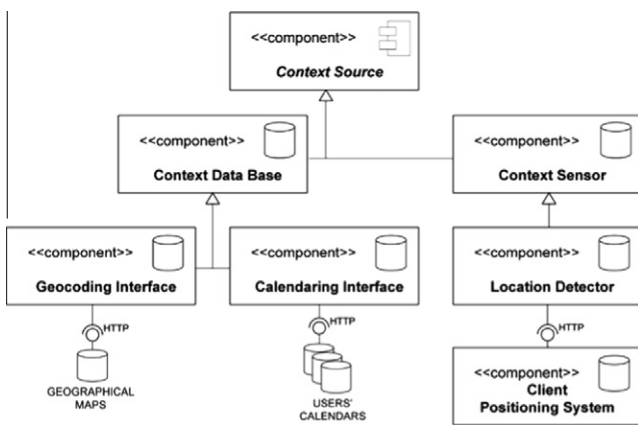 <<component>>
Context Source
<<component>>
Context Data Base
<<component>>
Context Sensor
<<component>>
Geocoding Interface
<<component>>
Calendaring Interface
<<component>>
Location Detector
HTTP
HTTP
HTTP
GEOGRAPHICAL
MAPS
USERS'
CALENDARS
<<component>>
Client
Positioning System